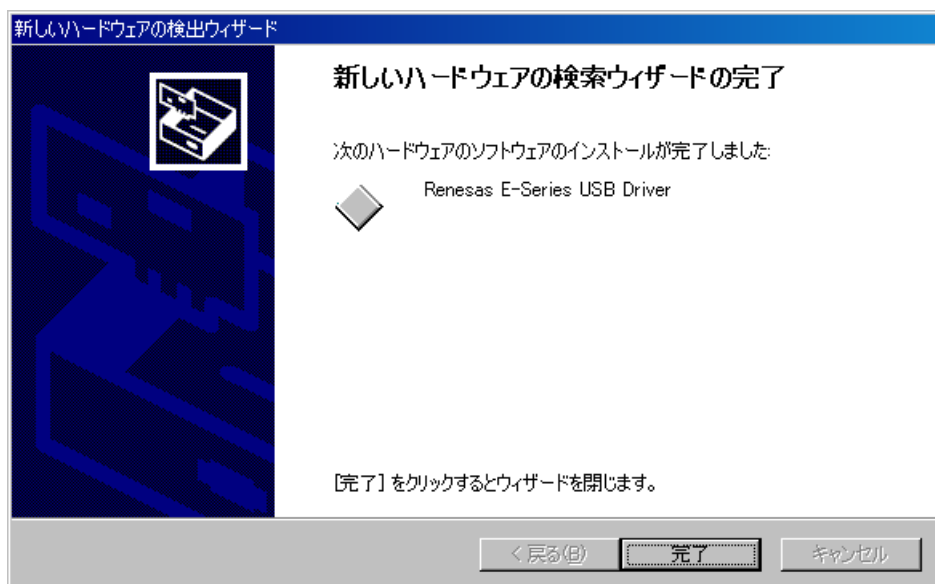 新しいハードウェアの検出ウィザード
新しいハードウェアの検索ウィザードの完了
次のハードウェアのソフトウェアのインストールが完了しました:
Renesas E-Series USB Driver
[完了] をクリックするとウィザードを閉じます。
< 戻る(B) 完了 キャンセル